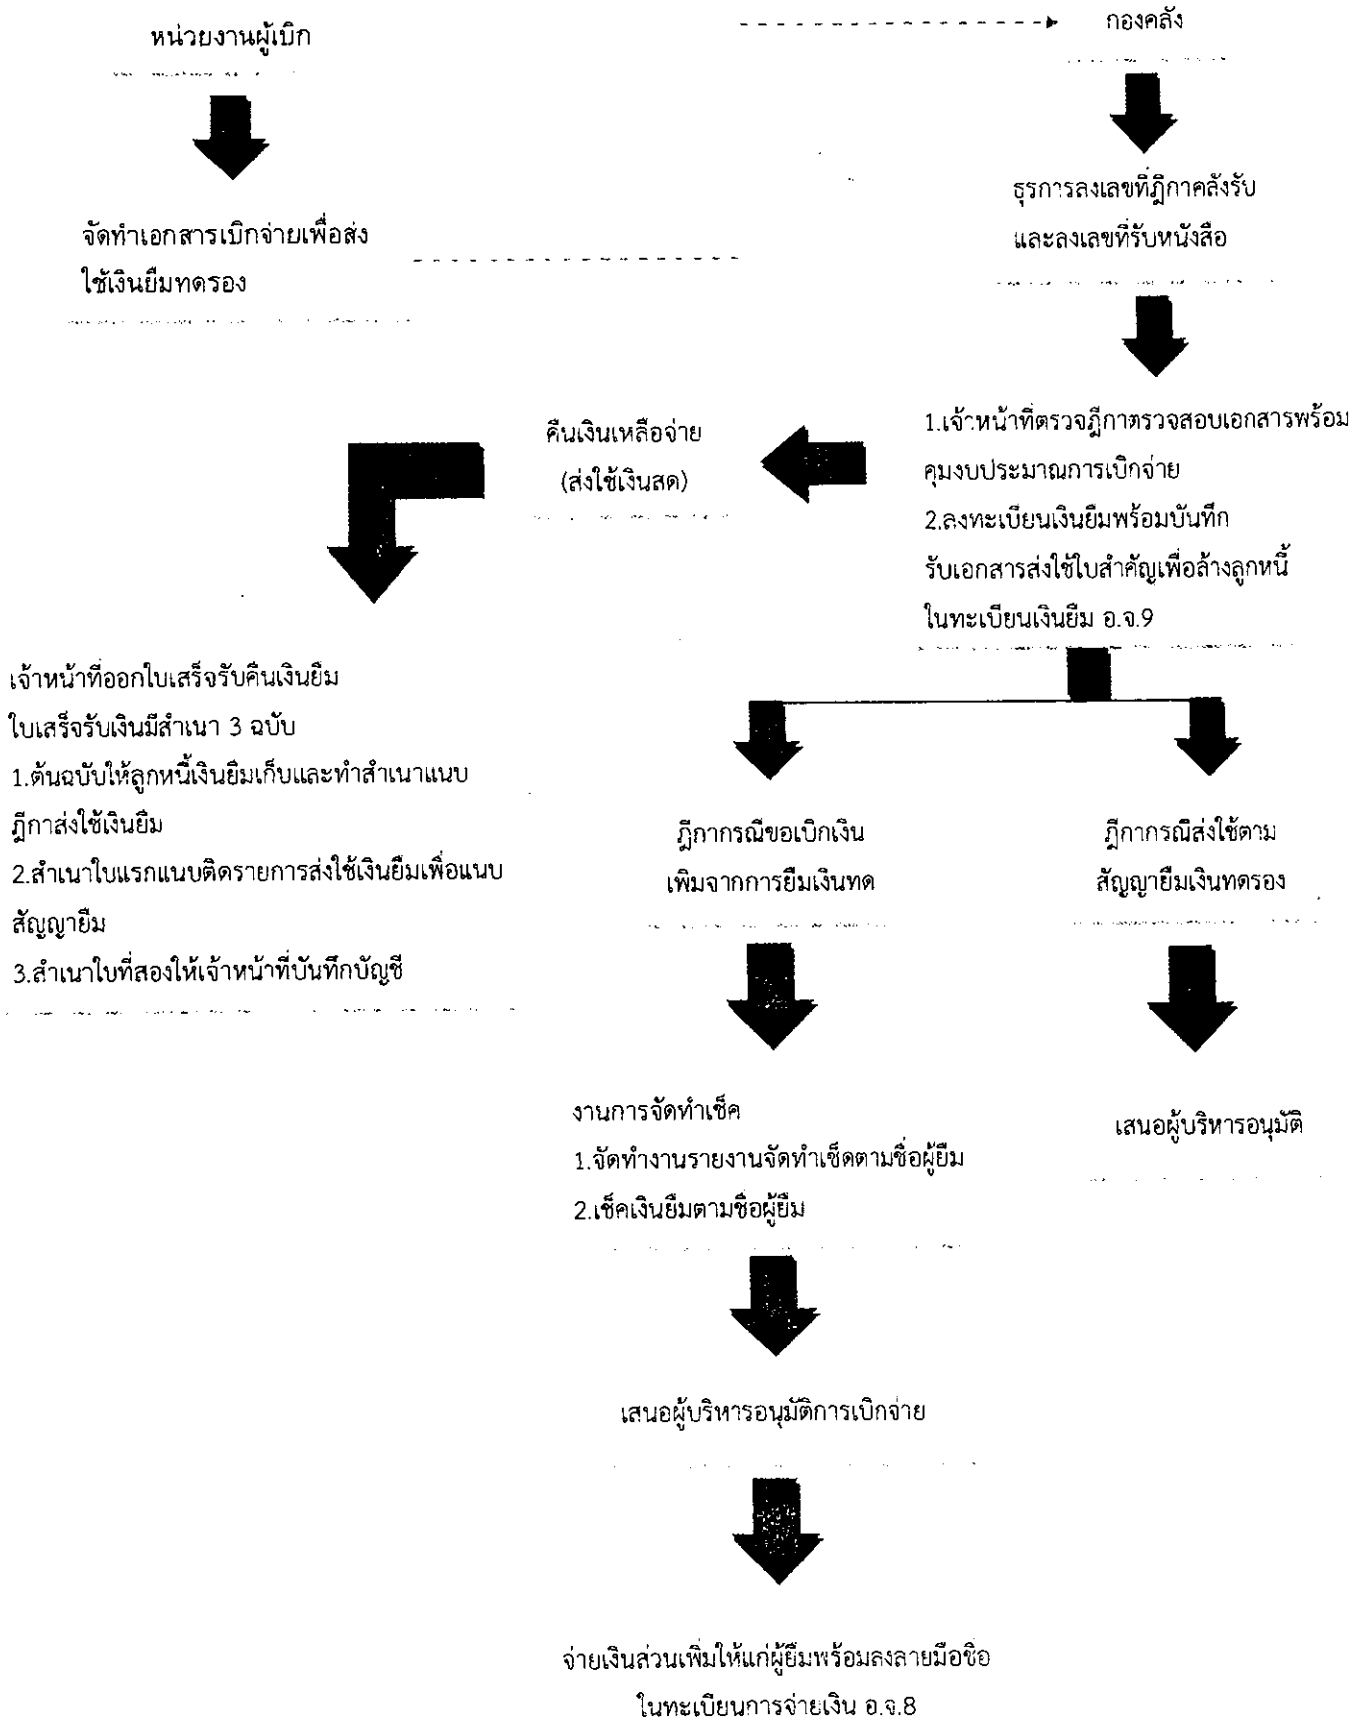 หน่วยงานผู้เบิก
กองคลัง
จัดทำเอกสารเบิกจ่ายเพื่อส่ง
ใช้เงินยืมทดรอง
ธุรการลงเลขที่ฎีกาคลังรับ
และลงเลขที่รับหนังสือ
1.เจ้าหน้าที่ตรวจฎีกาตรวจสอบเอกสารพร้อม
คุมงบประมาณการเบิกจ่าย
2.ลงทะเบียนเงินยืมพร้อมบันทึก
รับเอกสารส่งใช้ใบสำคัญเพื่อล้างลูกหนี้
ในทะเบียนเงินยืม อ.จ.9
คืนเงินเหลือจ่าย
(ส่งใช้เงินสด)
เจ้าหน้าที่ออกใบเสร็จรับคืนเงินยืม
ใบเสร็จรับเงินมีสำเนา 3 ฉบับ
1.ต้นฉบับให้ลูกหนี้เงินยืมเก็บและทำสำเนาแนบ
ฎีกาส่งใช้เงินยืม
2.สำเนาใบแรกแนบติดรายการส่งใช้เงินยืมเพื่อแนบ
สัญญายืม
3.สำเนาใบที่สองให้เจ้าหน้าที่บันทึกบัญชี
ฎีกากรณีขอเบิกเงิน
เพิ่มจากการยืมเงินทด
ฎีกากรณีส่งใช้ตาม
สัญญายืมเงินทดรอง
งานการจัดทำเช็ค
1.จัดทำงานรายงานจัดทำเช็ดตามชื่อผู้ยืม
2.เช็คเงินยืมตามชื่อผู้ยืม
เสนอผู้บริหารอนุมัติ
เสนอผู้บริหารอนุมัติการเบิกจ่าย
จ่ายเงินส่วนเพิ่มให้แก่ผู้ยืมพร้อมลงลายมือชื่อ
ในทะเบียนการจ่ายเงิน อ.จ.8